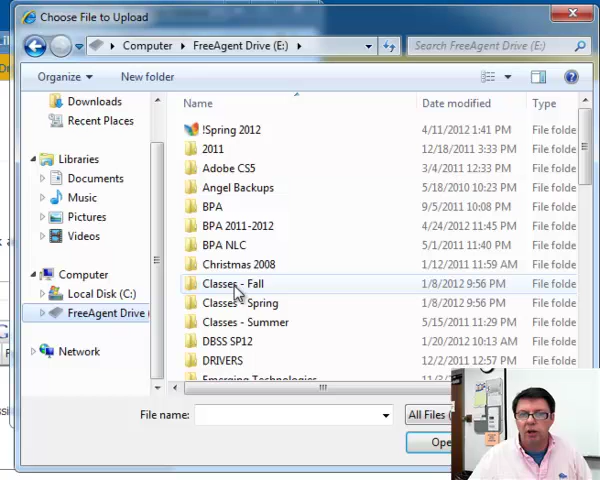 Choose File to Upload
Computer FreeAgent Drive (E:) Search FreeAgent Drive (E:)
Organize New folder
Name Date modified Type
Downloads
Recent Places
Libraries
Documents
Music
Pictures
Videos
Computer
Local Disk (C:)
FreeAgent Drive (
Network
!Spring 2012 4/11/2012 1:41 PM File folde
2011 12/18/2011 3:33 PM File folde
Adobe CS5 3/4/2011 12:33 PM File folde
Angel Backups 5/18/2010 10:23 PM File folde
BPA 9/5/2011 10:08 PM File folde
BPA 2011-2012 4/24/2012 11:45 PM File folde
BPA NLC 5/1/2011 11:40 PM File folde
Christmas 2008 1/12/2011 11:59 AM File folde
Classes - Fall 1/8/2012 9:56 PM File folde
Classes - Spring 1/8/2012 9:56 PM File folde
Classes - Summer 5/15/2011 11:29 PM File folde
DBSS SP12 1/20/2012 10:13 AM File folde
DRIVERS 12/2/2011 12:57 PM File folde
Emerging Technologies
File name: All Files (
Ope